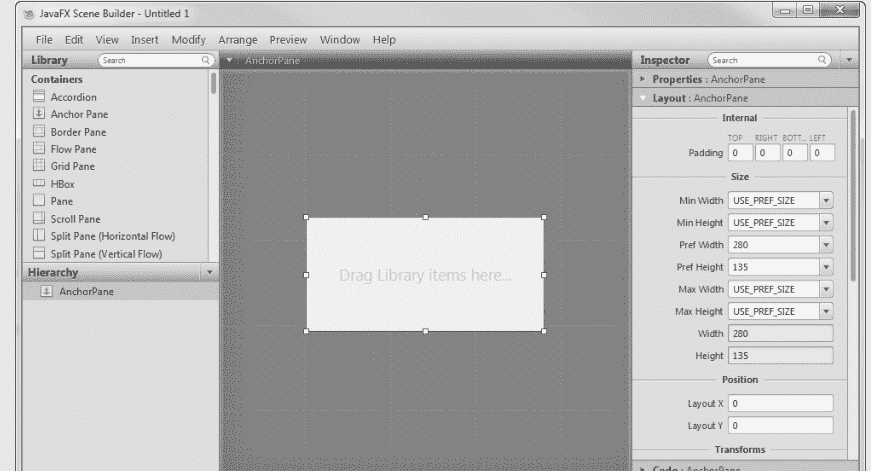 JavaFX Scene Builder - Untitled 1
File Edit View Insert Modify Arrange Preview Window Help
Library Search
Containers
Accordion
Anchor Pane
Border Pane
Flow Pane
Grid Pane
HBox
Pane
Scroll Pane
Split Pane (Horizontal Flow)
Split Pane (Vertical Flow)
Hierarchy
AnchorPane
AnchorPane
Drag Library items here...
Inspector Search
Properties : AnchorPane
Layout : AnchorPane
Internal
TOP RIGHT BOTT... LEFT
Padding 0 0 0 0
Size
Min Width USE_PREF_SIZE
Min Height USE_PREF_SIZE
Pref Width 280
Pref Height 135
Max Width USE_PREF_SIZE
Max Height USE_PREF_SIZE
Width 280
Height 135
Position
Layout X 0
Layout Y 0
Transforms
Code : AnchorPane